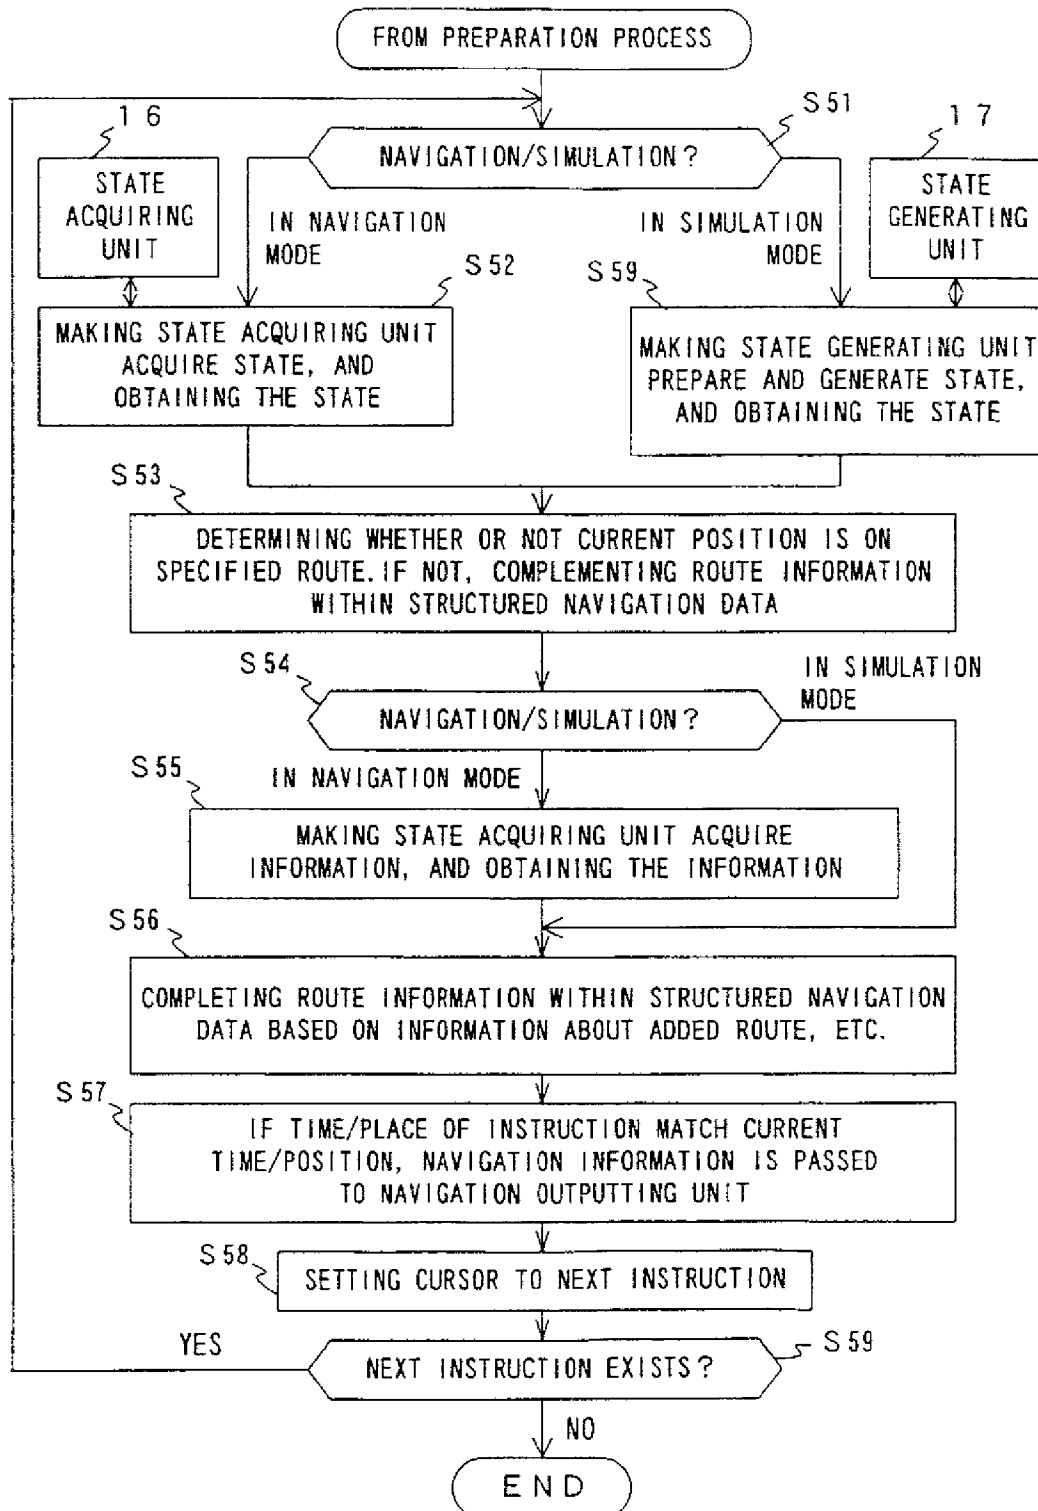 FROM PREPARATION PROCESS
S51
16
17
NAVIGATION/SIMULATION?
STATE
ACQUIRING
UNIT
STATE
GENERATING
UNIT
IN NAVIGATION
MODE
IN SIMULATION
MODE
S52
S59
MAKING STATE ACQUIRING UNIT
ACQUIRE STATE, AND
OBTAINING THE STATE
MAKING STATE GENERATING UNIT
PREPARE AND GENERATE STATE,
AND OBTAINING THE STATE
S53
DETERMINING WHETHER OR NOT CURRENT POSITION IS ON
SPECIFIED ROUTE. IF NOT, COMPLEMENTING ROUTE INFORMATION
WITHIN STRUCTURED NAVIGATION DATA
S54
IN SIMULATION
MODE
NAVIGATION/SIMULATION?
S55
IN NAVIGATION MODE
MAKING STATE ACQUIRING UNIT ACQUIRE
INFORMATION, AND OBTAINING THE INFORMATION
S56
COMPLETING ROUTE INFORMATION WITHIN STRUCTURED NAVIGATION
DATA BASED ON INFORMATION ABOUT ADDED ROUTE, ETC.
S57
IF TIME/PLACE OF INSTRUCTION MATCH CURRENT
TIME/POSITION, NAVIGATION INFORMATION IS PASSED
TO NAVIGATION OUTPUTTING UNIT
S58
SETTING CURSOR TO NEXT INSTRUCTION
YES
S59
NEXT INSTRUCTION EXISTS?
NO
END